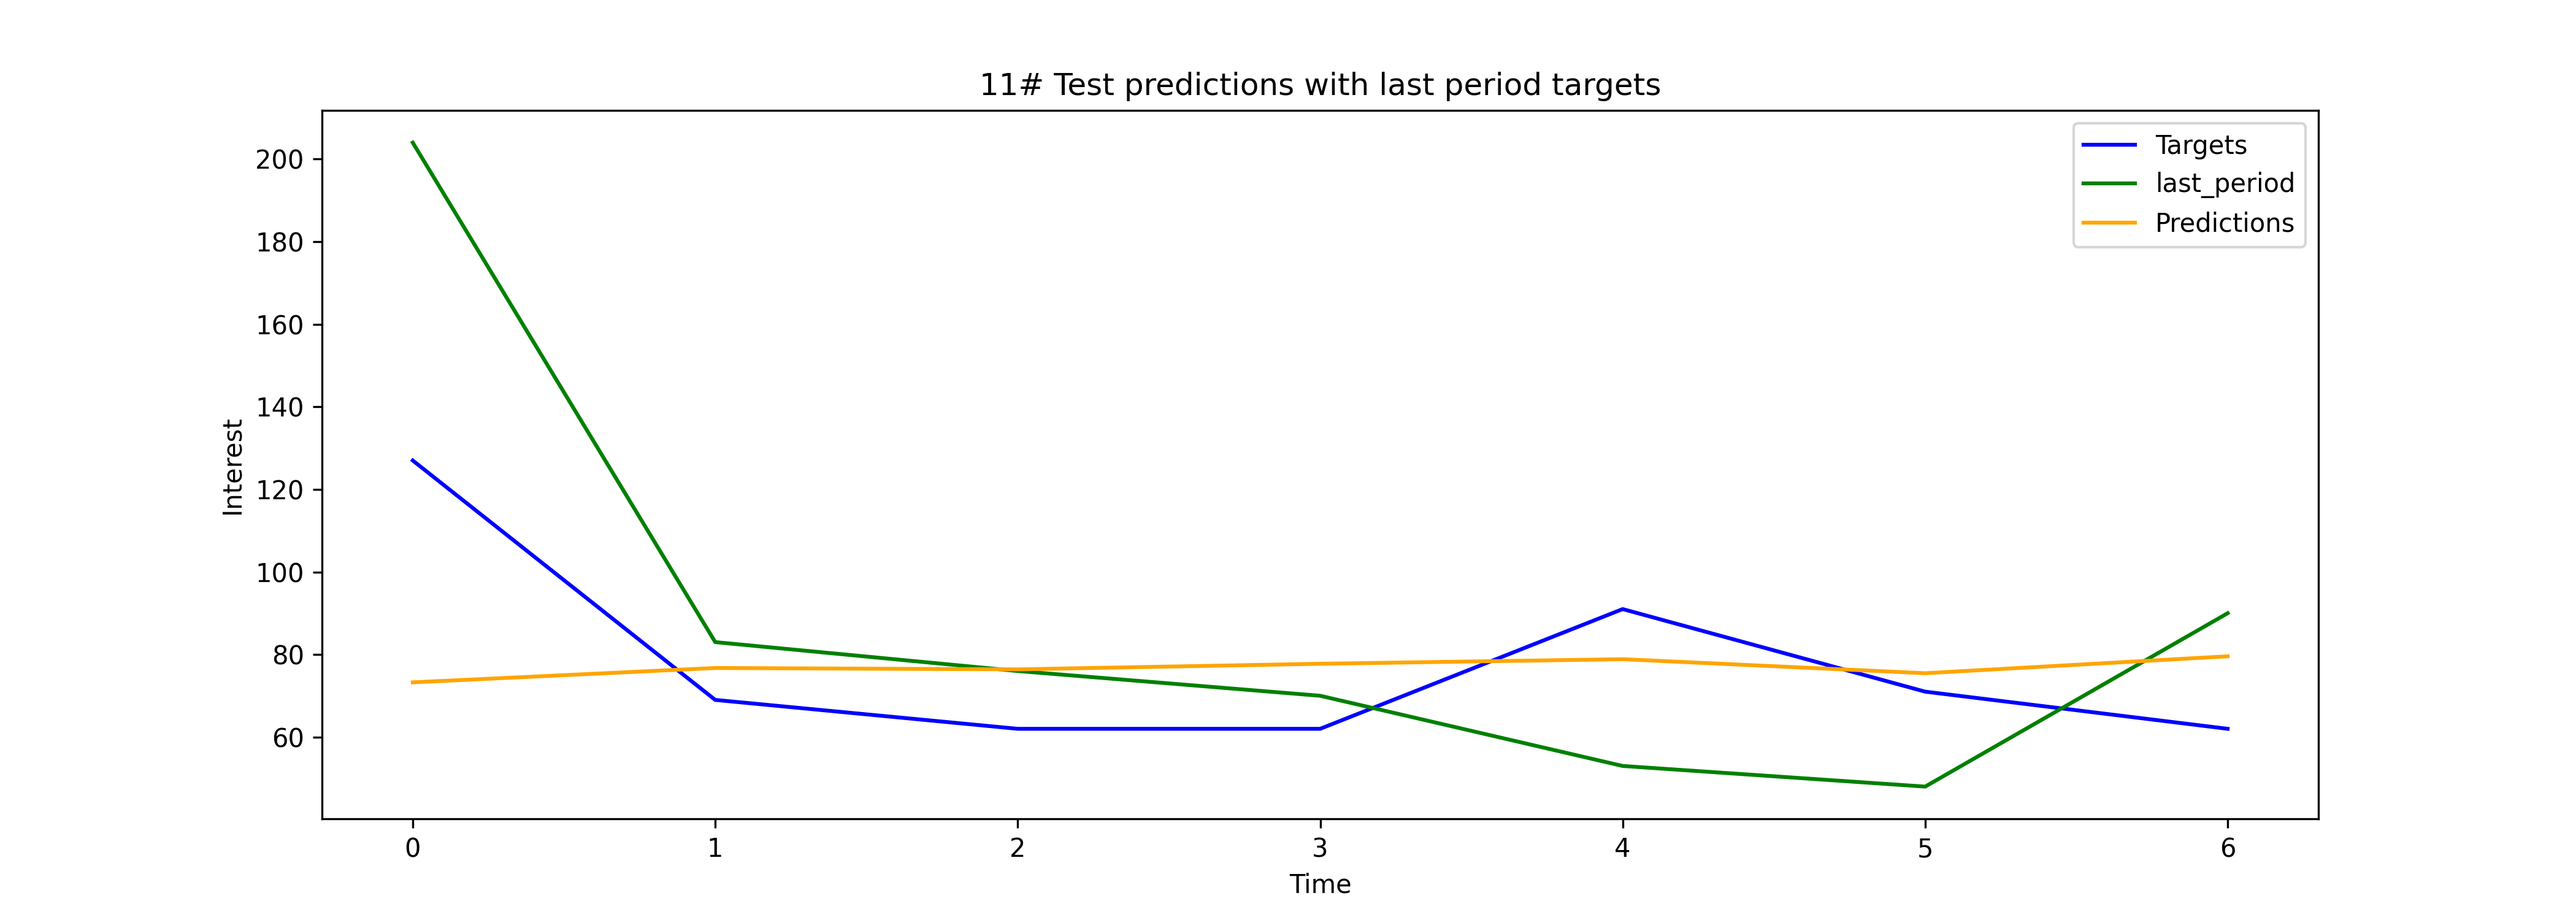 11# Test predictions with last period targets
Targets
last_period
Predictions
Interest
200
180
160
140
120
100
80
60
0 1 2 3 4 5 6
Time